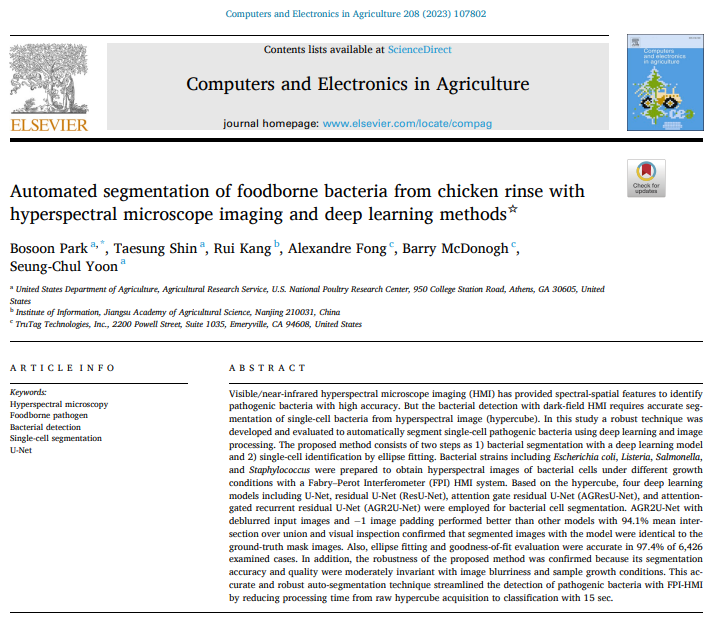 Computers and Electronics in Agriculture 208 (2023) 107802
Contents lists available at ScienceDirect
Computers and Electronics in Agriculture
journal homepage: www.elsevier.com/locate/compag
ELSEVIER
Computers
and electronics
in agriculture
Check for
updates
Automated segmentation of foodborne bacteria from chicken rinse with
hyperspectral microscope imaging and deep learning methods☆
Bosoon Park a,*, Taesung Shin a, Rui Kang b, Alexandre Fong c, Barry McDonogh c,
Seung-Chul Yoon a
a United States Department of Agriculture, Agricultural Research Service, U.S. National Poultry Research Center, 950 College Station Road, Athens, GA 30605, United
States
b Institute of Information, Jiangsu Academy of Agricultural Science, Nanjing 210031, China
c TruTag Technologies, Inc., 2200 Powell Street, Suite 1035, Emeryville, CA 94608, United States
ARTICLE INFO
Keywords:
Hyperspectral microscopy
Foodborne pathogen
Bacterial detection
Single-cell segmentation
U-Net
ABSTRACT
Visible/near-infrared hyperspectral microscope imaging (HMI) has provided spectral-spatial features to identify
pathogenic bacteria with high accuracy. But the bacterial detection with dark-field HMI requires accurate seg-
mentation of single-cell bacteria from hyperspectral image (hypercube). In this study a robust technique was
developed and evaluated to automatically segment single-cell pathogenic bacteria using deep learning and image
processing. The proposed method consists of two steps as 1) bacterial segmentation with a deep learning model
and 2) single-cell identification by ellipse fitting. Bacterial strains including Escherichia coli, Listeria, Salmonella,
and Staphylococcus were prepared to obtain hyperspectral images of bacterial cells under different growth
conditions with a Fabry–Perot Interferometer (FPI) HMI system. Based on the hypercube, four deep learning
models including U-Net, residual U-Net (ResU-Net), attention gate residual U-Net (AGResU-Net), and attention-
gated recurrent residual U-Net (AGR2U-Net) were employed for bacterial cell segmentation. AGR2U-Net with
deblurred input images and −1 image padding performed better than other models with 94.1% mean inter-
section over union and visual inspection confirmed that segmented images with the model were identical to the
ground-truth mask images. Also, ellipse fitting and goodness-of-fit evaluation were accurate in 97.4% of 6,426
examined cases. In addition, the robustness of the proposed method was confirmed because its segmentation
accuracy and quality were moderately invariant with image blurriness and sample growth conditions. This ac-
curate and robust auto-segmentation technique streamlined the detection of pathogenic bacteria with FPI-HMI
by reducing processing time from raw hypercube acquisition to classification with 15 sec.